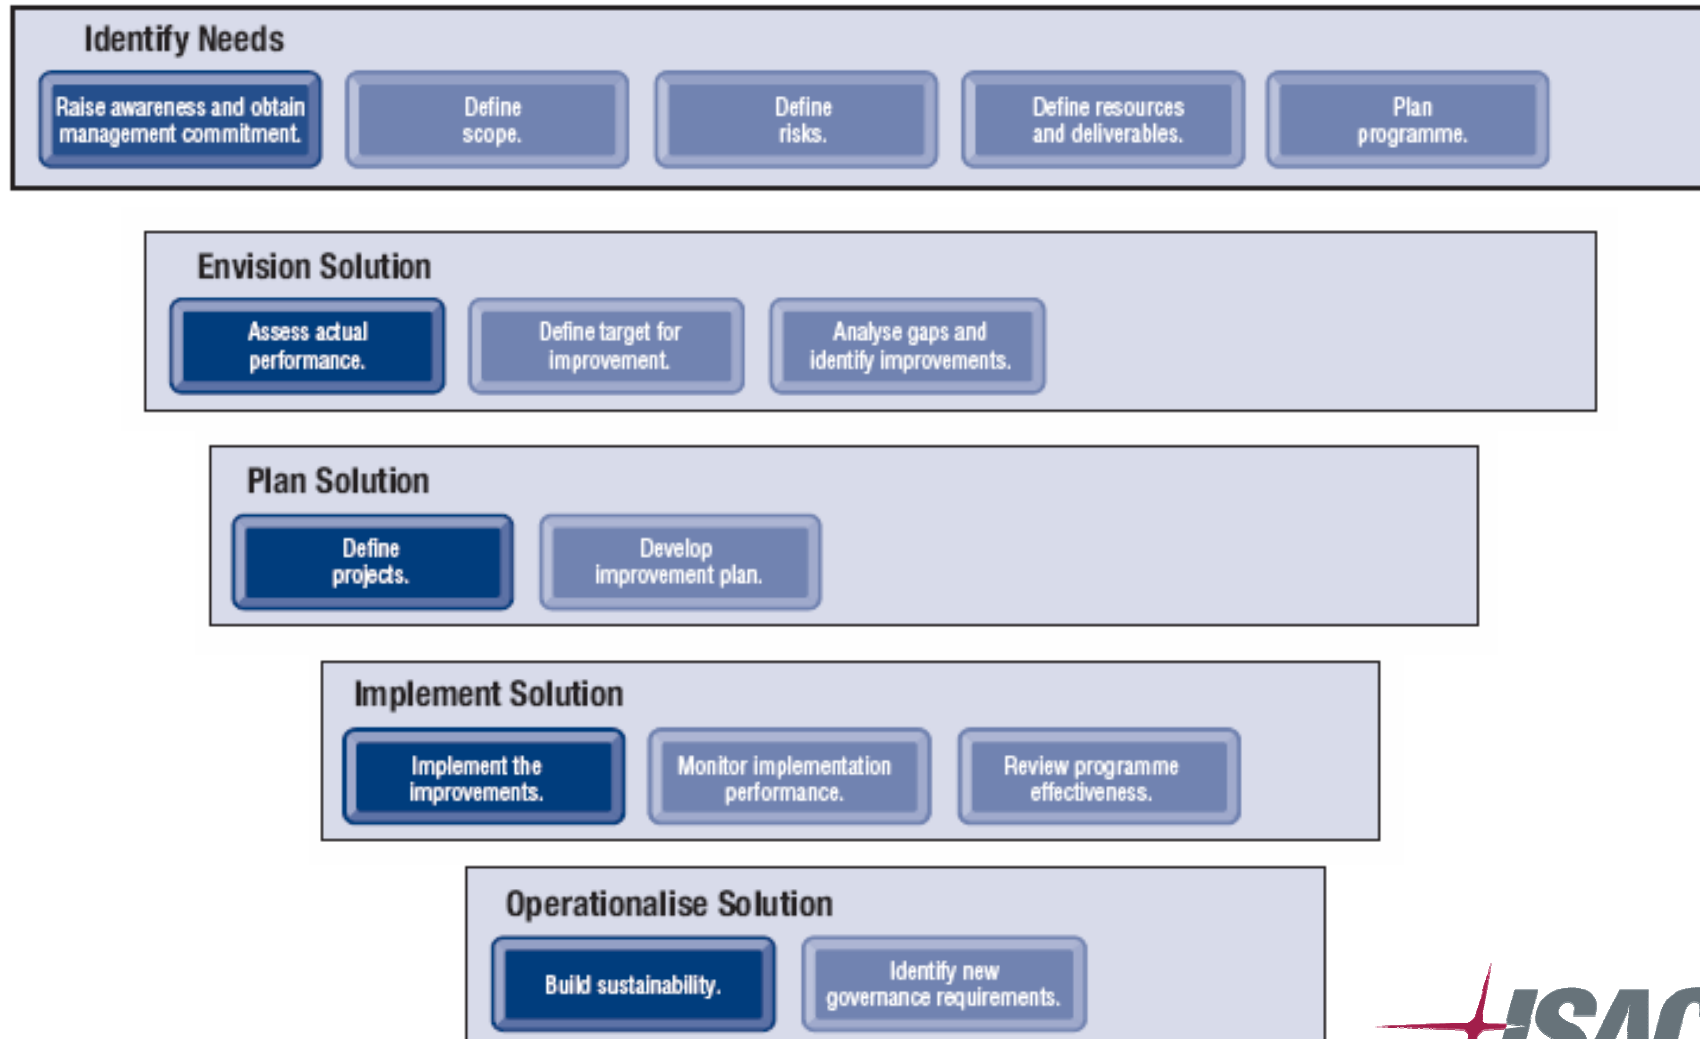 Identify Needs
Raise awareness and obtain
management commitment.
Define
scope.
Define
risks.
Define resources
and deliverables.
Plan
programme.
Envision Solution
Assess actual
performance.
Define target for
improvement.
Analyse gaps and
identify improvements.
Plan Solution
Define
projects.
Develop
improvement plan.
Implement Solution
Implement the
improvements.
Monitor implementation
performance.
Review programme
effectiveness.
Operationalise Solution
Build sustainability.
Identify new
governance requirements.
ISAC